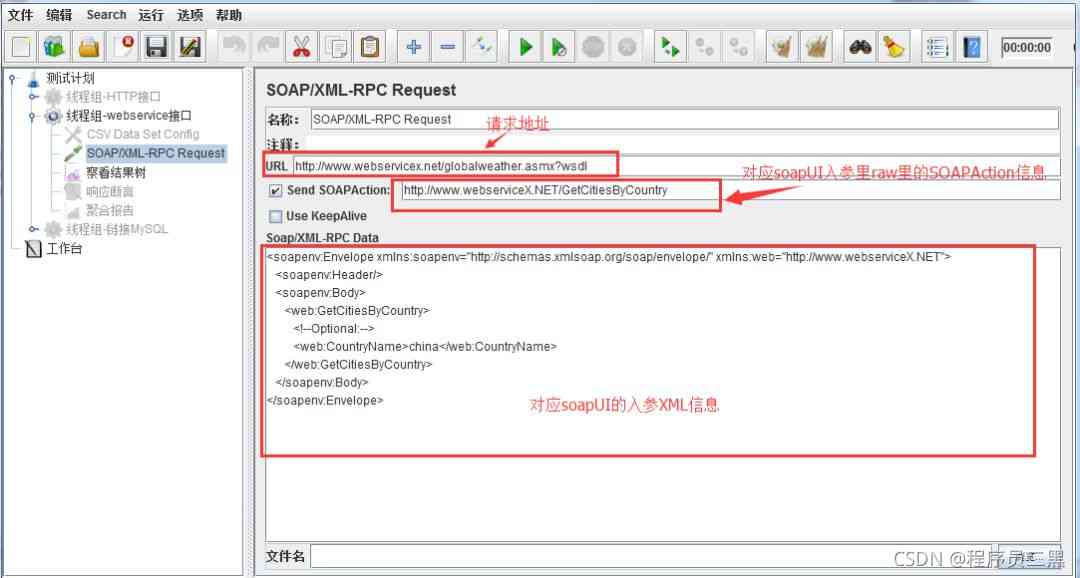 文件 编辑 Search 运行 选项 帮助
00:00:00
测试计划
线程组-HTTP接口
线程组-webservice接口
CSV Data Set Config
SOAP/XML-RPC Request
察看结果树
响应断言
聚合报告
线程组-链接MySQL
工作台
SOAP/XML-RPC Request
名称： SOAP/XML-RPC Request
请求地址
注释：
URL http://www.webservicex.net/globalweather.asmx?wsdl
对应soapUI入参里raw里的SOAPAction信息
Send SOAPAction: http://www.webserviceX.NET/GetCitiesByCountry
Use KeepAlive
Soap/XML-RPC Data
<soapenv:Envelope xmlns:soapenv="http://schemas.xmlsoap.org/soap/envelope/" xmlns:web="http://www.webserviceX.NET">
<soapenv:Header/>
<soapenv:Body>
<web:GetCitiesByCountry>
<!--Optional:-->
<web:CountryName>china</web:CountryName>
</web:GetCitiesByCountry>
</soapenv:Body>
</soapenv:Envelope>
对应soapUI的入参XML信息
文件名
CSDN @程序员二黑